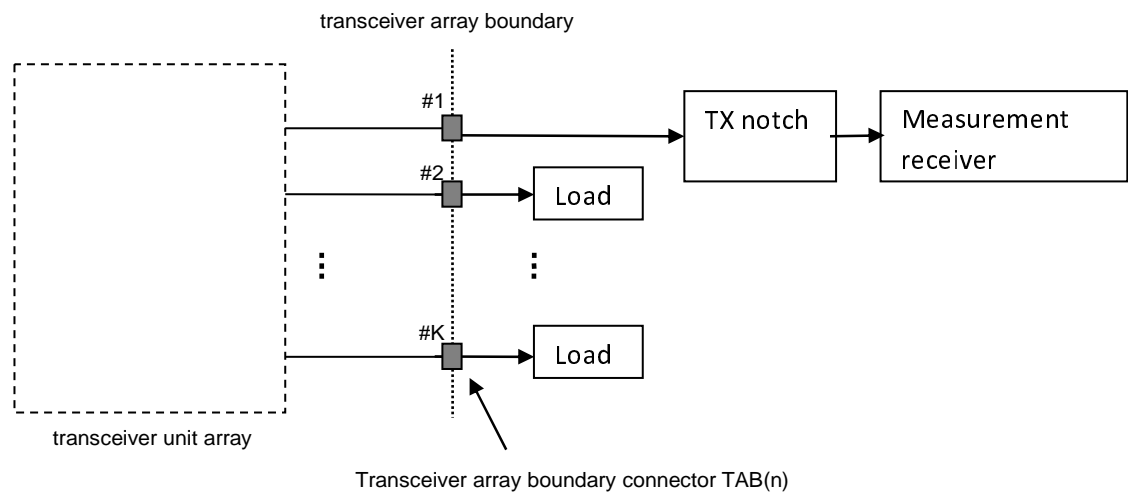 transceiver array boundary
#1
TX notch
Measurement
receiver
#2
Load
#K
Load
transceiver unit array
Transceiver array boundary connector TAB(n)